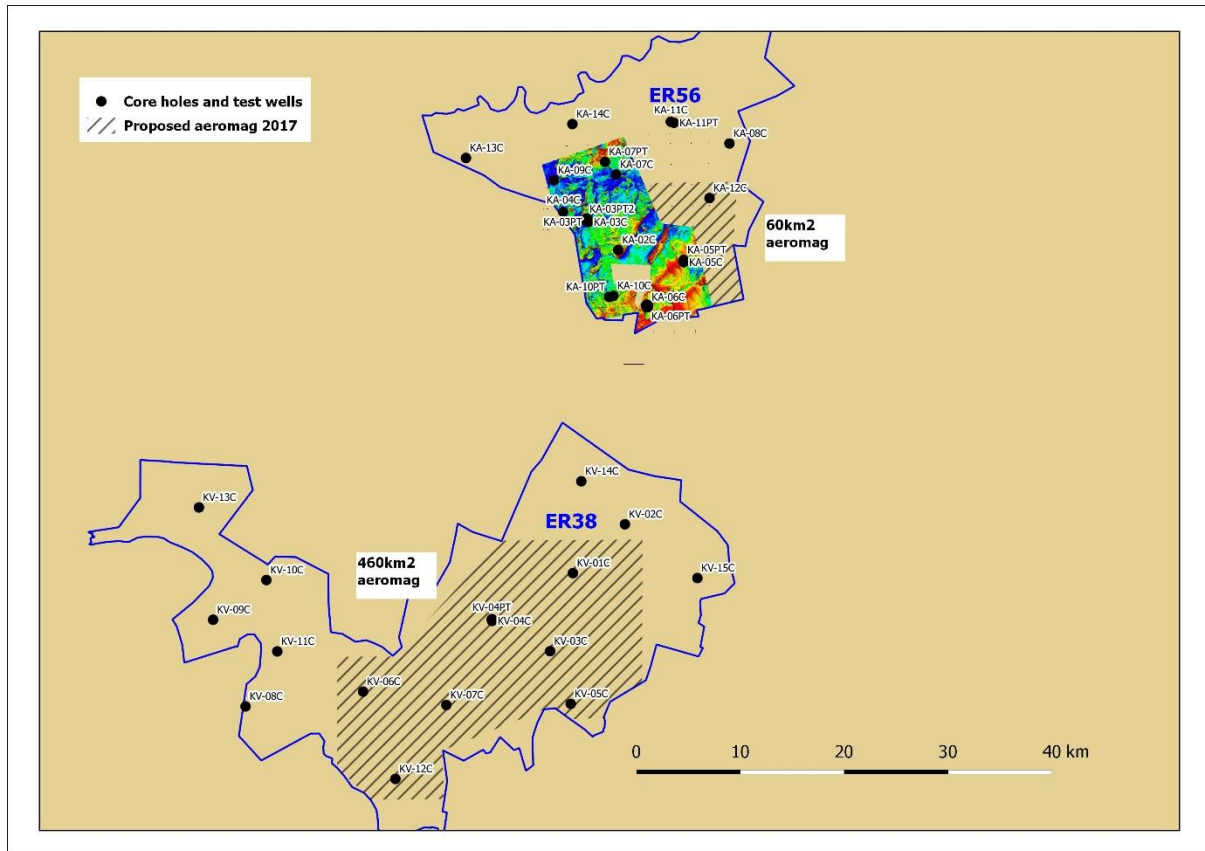 Core holes and test wells
Proposed aeromag 2017
ER56
KA-14C
KA-11C
KA-11PT
KA-08C
KA-13C
KA-07PT
KA-07C
KA-09C
KA-12C
KA-04C
KA-03PT2
KA-03PT
KA-03C
60km2
aeromag
KA-02C
KA-05PT
KA-05C
KA-10PT
KA-10C
KA-06C
KA-06PT
KV-14C
KV-13C
ER38
KV-02C
460km2
aeromag
KV-10C
KV-01C
KV-15C
KV-09C
KV-04PT
KV-04C
KV-11C
KV-03C
KV-06C
KV-08C
KV-07C
KV-05C
KV-12C
0 10 20 30 40 km